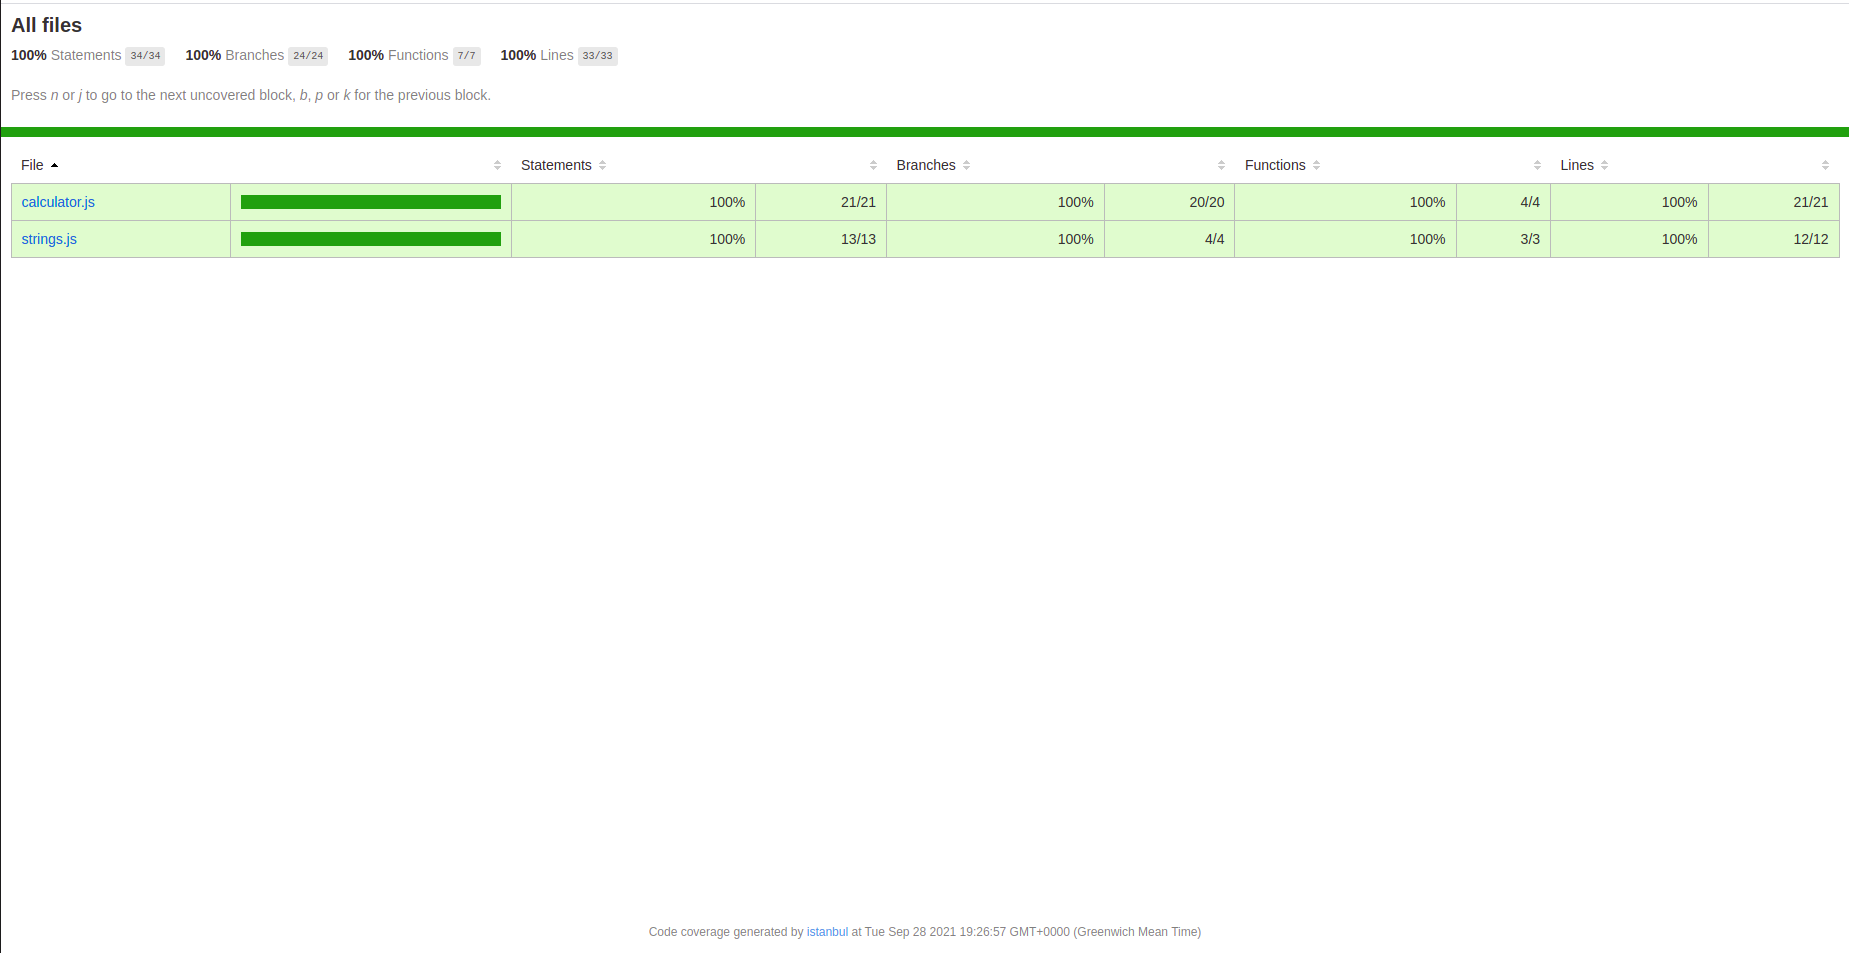 All files
100% Statements 34/34 100% Branches 24/24 100% Functions 7/7 100% Lines 33/33
Press n or j to go to the next uncovered block, b, p or k for the previous block.
File Statements Branches Functions Lines
calculator.js 100% 21/21 100% 20/20 100% 4/4 100% 21/21
strings.js 100% 13/13 100% 4/4 100% 3/3 100% 12/12
Code coverage generated by istanbul at Tue Sep 28 2021 19:26:57 GMT+0000 (Greenwich Mean Time)